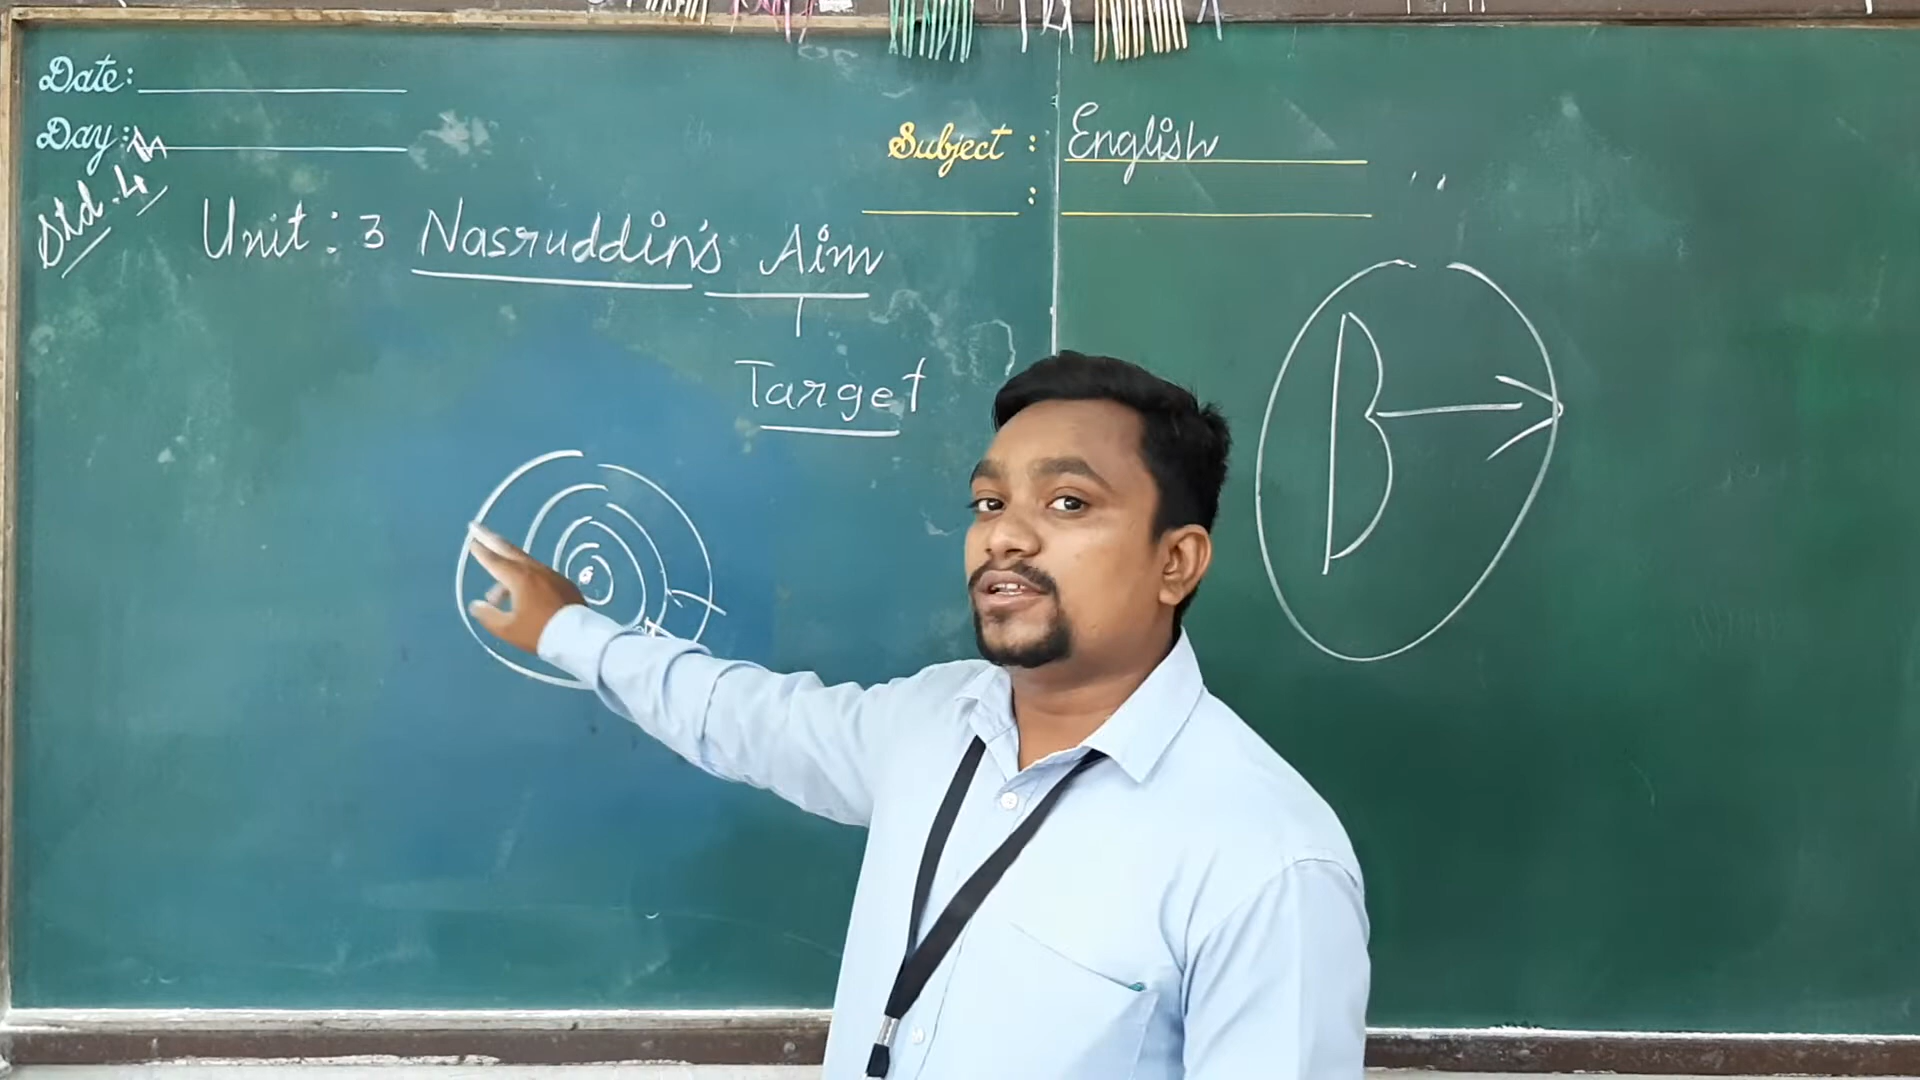 Date:
Day:
Subject : English
:
Std. 4th
Unit : 3 Nasruddin's Aim
Target